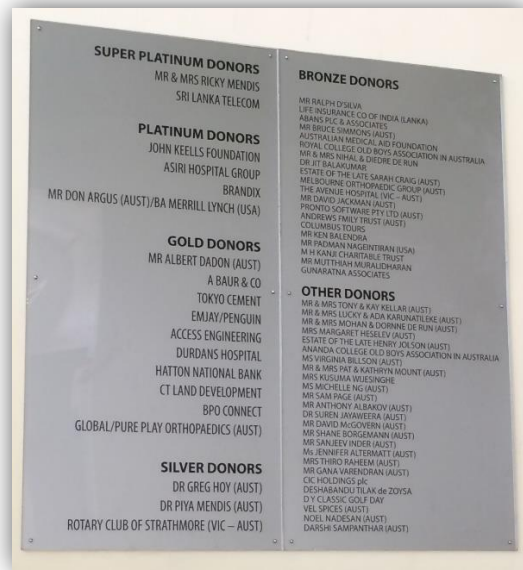 SUPER PLATINUM DONORS
MR & MRS RICKY MENDIS
SRI LANKA TELECOM
PLATINUM DONORS
JOHN KEELLS FOUNDATION
ASIRI HOSPITAL GROUP
BRANDIX
MR DON ARGUS (AUST)/BA MERRILL LYNCH (USA)
GOLD DONORS
MR ALBERT DADON (AUST)
A BAUR & CO
TOKYO CEMENT
EMJAY/PENGUIN
ACCESS ENGINEERING
DURDANS HOSPITAL
HATTON NATIONAL BANK
CT LAND DEVELOPMENT
BPO CONNECT
GLOBAL/PURE PLAY ORTHOPAEDICS (AUST)
SILVER DONORS
DR GREG HOY (AUST)
DR PIYA MENDIS (AUST)
ROTARY CLUB OF STRATHMORE (VIC – AUST)
BRONZE DONORS
MR RALPH D'SILVA
LIFE INSURANCE CO OF INDIA (LANKA)
ABANS PLC & ASSOCIATES
MR BRUCE SIMMONS (AUST)
AUSTRALIAN MEDICAL AID FOUNDATION
ROYAL COLLEGE OLD BOYS ASSOCIATION IN AUSTRALIA
MR & MRS NIHAL & DIEDRE DE RUN
DR JIT BALAKUMAR
ESTATE OF THE LATE SARAH CRAIG (AUST)
MELBOURNE ORTHOPAEDIC GROUP (AUST)
THE AVENUE HOSPITAL (VIC – AUST)
MR DAVID JACKMAN (AUST)
PRONTO SOFTWARE PTY LTD (AUST)
ANDREWS FMILY TRUST (AUST)
COLUMBUS TOURS
MR KEN BALENDRA
MR PADMAN NAGEINTIRAN (USA)
M H KANJI CHARITABLE TRUST
MR MUTTHIAH MURALIDHARAN
GUNARATNA ASSOCIATES
OTHER DONORS
MR & MRS TONY & KAY KELLAR (AUST)
MR & MRS LUCKY & ADA KARUNATILEKE (AUST)
MR & MRS MOHAN & DORNNE DE RUN (AUST)
MRS MARGARET HESELEV (AUST)
ESTATE OF THE LATE HENRY JOLSON (AUST)
ANANDA COLLEGE OLD BOYS ASSOCIATION IN AUSTRALIA
MS VIRGINIA BILLSON (AUST)
MR & MRS PAT & KATHRYN MOUNT (AUST)
MRS KUSUMA WIJESINGHE
MS MICHELLE NG (AUST)
MR SAM PAGE (AUST)
MR ANTHONY ALBAKOV (AUST)
DR SUREN JAYAWEERA (AUST)
MR DAVID McGOVERN (AUST)
MR SHANE BORGEMANN (AUST)
MR SANJEEV INDER (AUST)
Ms JENNIFER ALTERMATT (AUST)
MRS THIRO RAHEEM (AUST)
MR GANA VARENDRAN (AUST)
CIC HOLDINGS plc
DESHABANDU TILAK de ZOYSA
D Y CLASSIC GOLF DAY
VEL SPICES (AUST)
NOEL NADESAN (AUST)
DARSHI SAMPANTHAR (AUST)